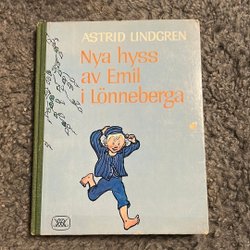 ASTRID LINDGREN
Nya hyss
av Emil
i Lönneberga